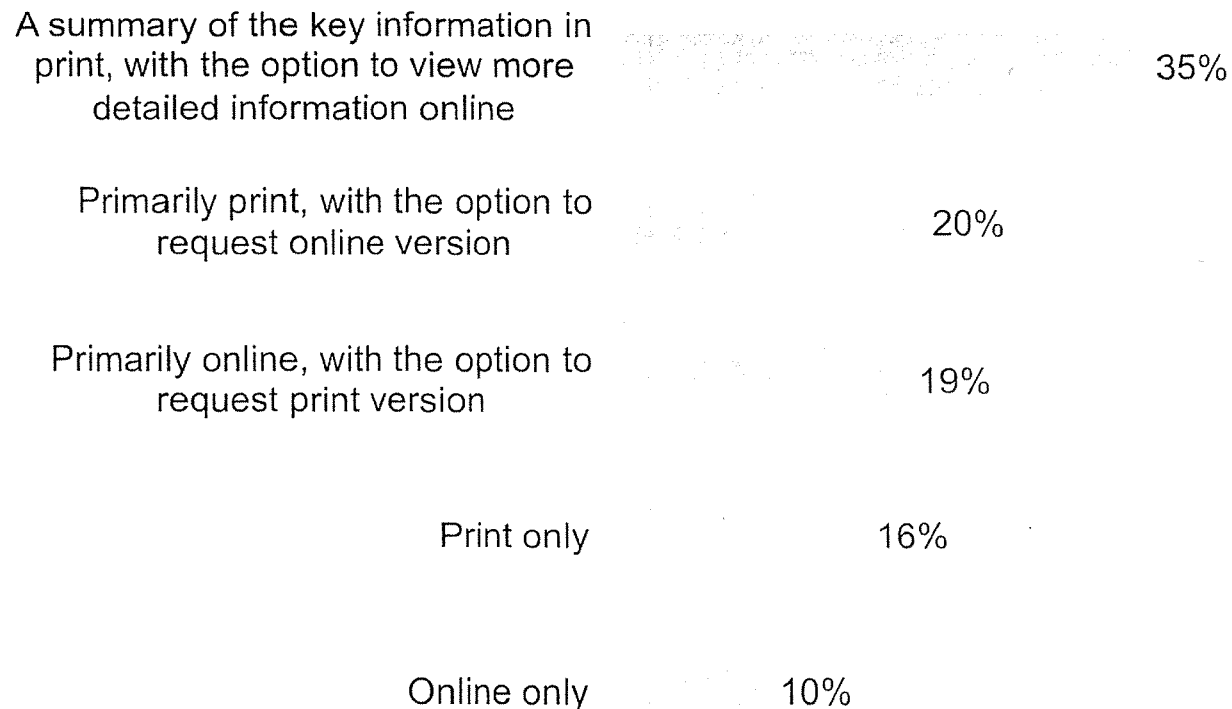 A summary of the key information in
print, with the option to view more
detailed information online
35%
Primarily print, with the option to
request online version
20%
Primarily online, with the option to
request print version
19%
Print only
16%
Online only
10%